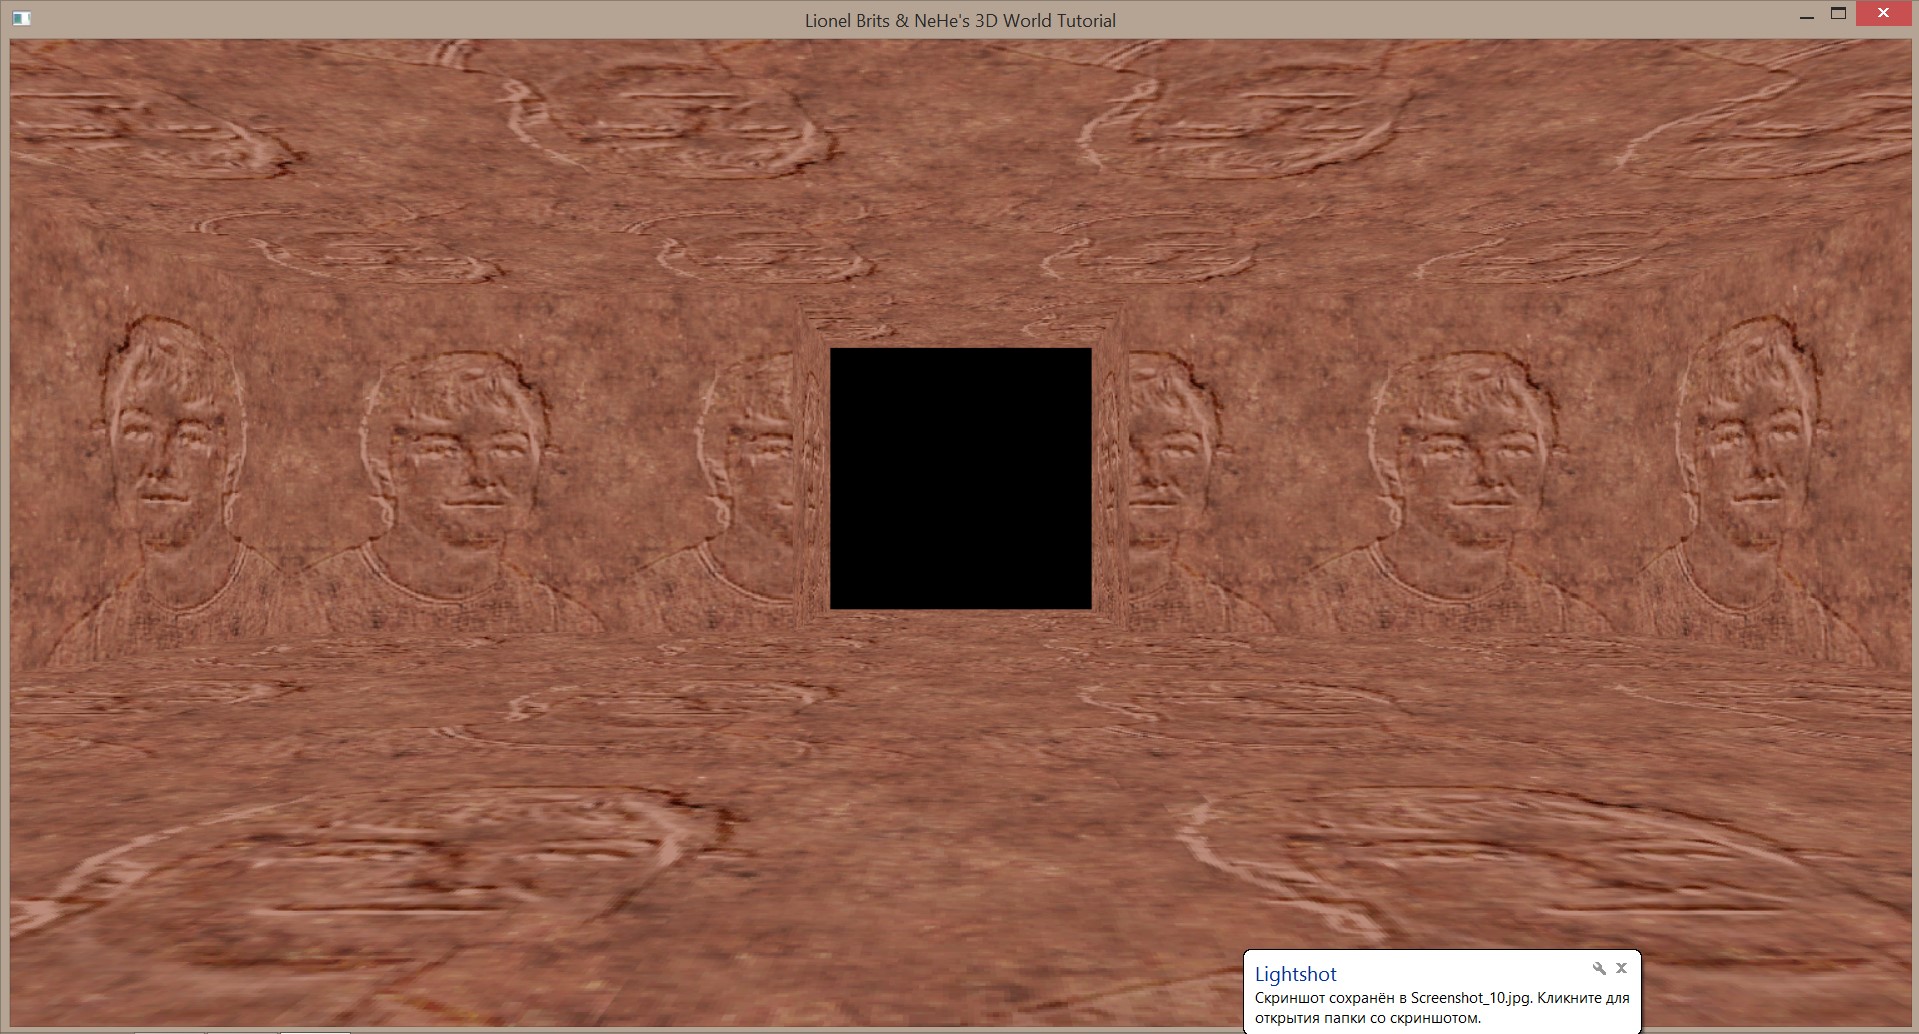 Lionel Brits & NeHe's 3D World Tutorial
Lightshot
Скриншот сохранён в Screenshot_10.jpg. Кликните для
открытия папки со скриншотом.